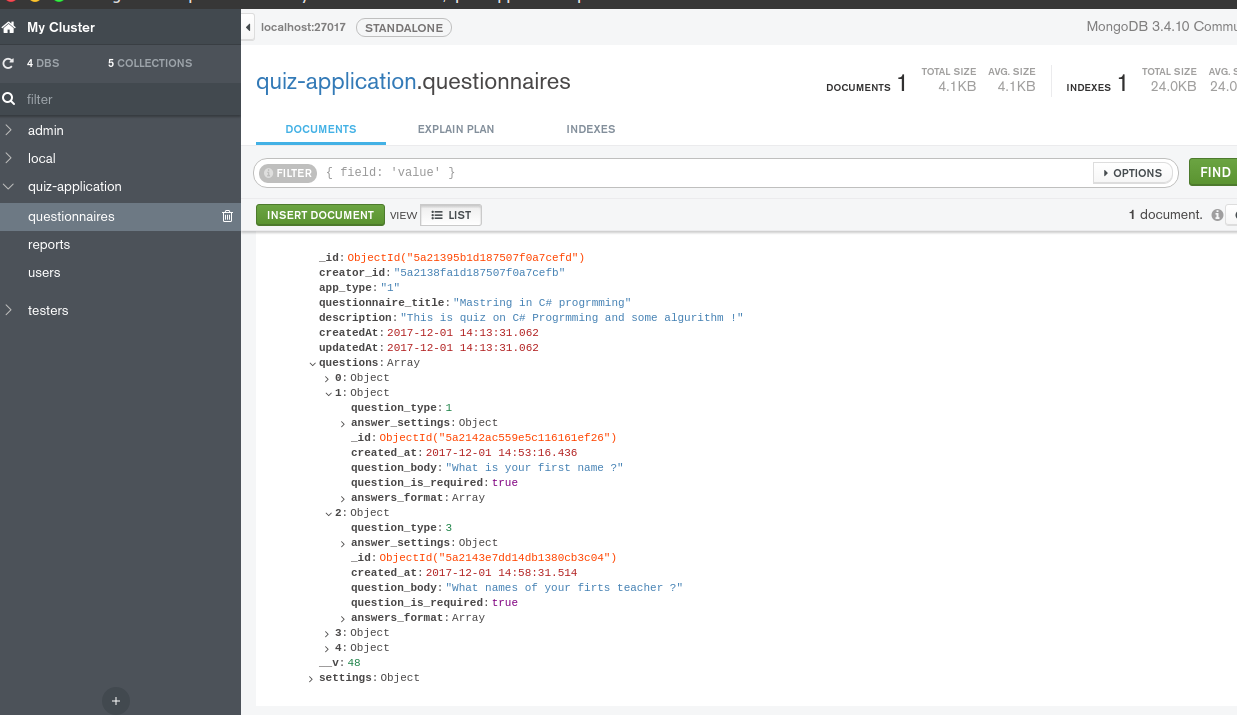 My Cluster
4 DBS 5 COLLECTIONS
filter
admin
local
quiz-application
questionnaires
reports
users
testers
localhost:27017 STANDALONE MongoDB 3.4.10 Commu
quiz-application.questionnaires
DOCUMENTS 1 TOTAL SIZE 4.1KB AVG. SIZE 4.1KB INDEXES 1 TOTAL SIZE 24.0KB AVG. S 24.0
DOCUMENTS EXPLAIN PLAN INDEXES
FILTER { field: 'value' } OPTIONS FIND
INSERT DOCUMENT VIEW LIST 1 document.
_id:ObjectId("5a21395b1d187507f0a7cefd")
creator_id:"5a2138fa1d187507f0a7cefb"
app_type:"1"
questionnaire_title:"Mastring in C# progrmming"
description:"This is quiz on C# Progrmming and some algurithm !"
createdAt:2017-12-01 14:13:31.062
updatedAt:2017-12-01 14:13:31.062
questions:Array
0:Object
1:Object
question_type:1
answer_settings:Object
_id:ObjectId("5a2142ac559e5c116161ef26")
created_at:2017-12-01 14:53:16.436
question_body:"What is your first name ?"
question_is_required:true
answers_format:Array
2:Object
question_type:3
answer_settings:Object
_id:ObjectId("5a2143e7dd14db1380cb3c04")
created_at:2017-12-01 14:58:31.514
question_body:"What names of your firts teacher ?"
question_is_required:true
answers_format:Array
3:Object
4:Object
__v:48
settings:Object